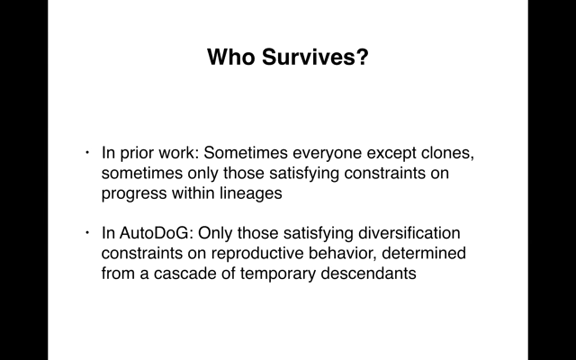 Who Survives?
• In prior work: Sometimes everyone except clones,
sometimes only those satisfying constraints on
progress within lineages
• In AutoDoG: Only those satisfying diversification
constraints on reproductive behavior, determined
from a cascade of temporary descendants